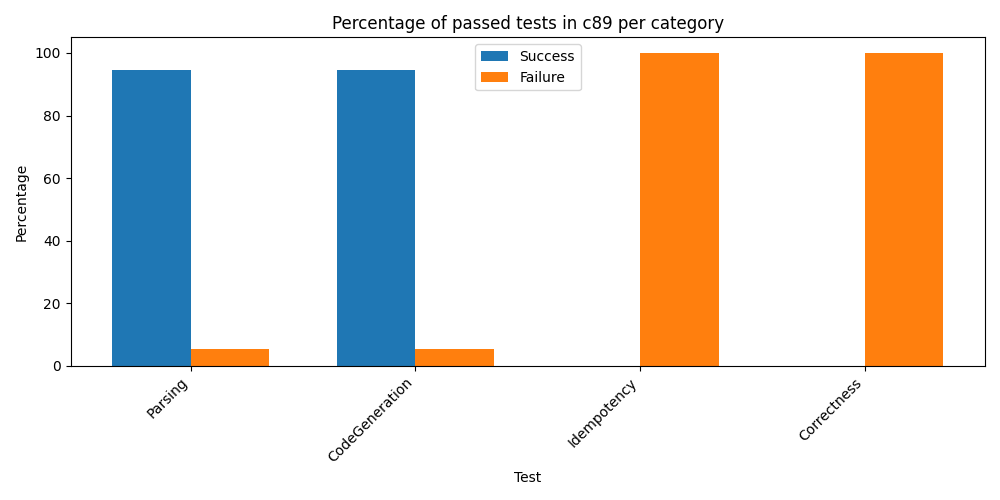 Percentage of passed tests in c89 per category
Success
Failure
Percentage
100
80
60
40
20
0
Parsing
CodeGeneration
Idempotency
Correctness
Test